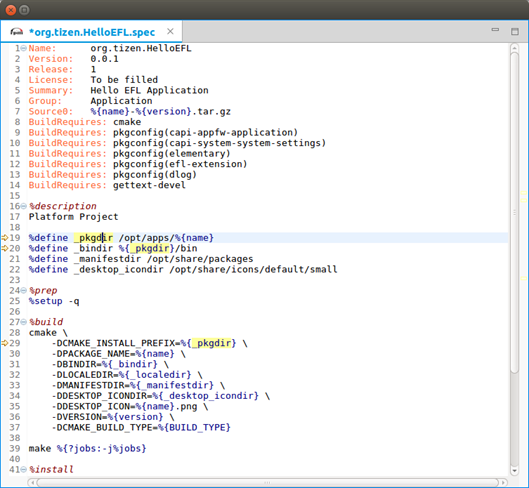 *org.tizen.HelloEFL.spec
1 Name: org.tizen.HelloEFL
2 Version: 0.0.1
3 Release: 1
4 License: To be filled
5 Summary: Hello EFL Application
6 Group: Application
7 Source0: %{name}-%{version}.tar.gz
8 BuildRequires: cmake
9 BuildRequires: pkgconfig(capi-appfw-application)
10 BuildRequires: pkgconfig(capi-system-system-settings)
11 BuildRequires: pkgconfig(elementary)
12 BuildRequires: pkgconfig(efl-extension)
13 BuildRequires: pkgconfig(dlog)
14 BuildRequires: gettext-devel
15
16 %description
17 Platform Project
18
19 %define _pkgdir /opt/apps/%{name}
20 %define _bindir %{_pkgdir}/bin
21 %define _manifestdir /opt/share/packages
22 %define _desktop_icondir /opt/share/icons/default/small
23
24 %prep
25 %setup -q
26
27 %build
28 cmake \
29 -DCMAKE_INSTALL_PREFIX=%{_pkgdir} \
30 -DPACKAGE_NAME=%{name} \
31 -DBINDIR=%{_bindir} \
32 -DLOCALEDIR=%{_localedir} \
33 -DMANIFESTDIR=%{_manifestdir} \
34 -DDESKTOP_ICONDIR=%{_desktop_icondir} \
35 -DDESKTOP_ICON=%{name}.png \
36 -DVERSION=%{version} \
37 -DCMAKE_BUILD_TYPE=%{BUILD_TYPE}
38
39 make %{?jobs:-j%jobs}
40
41 %install